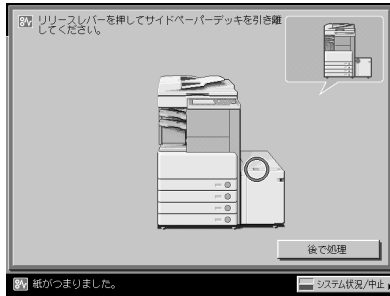 リリースレバーを押してサイドペーパーデッキを引き離
してください。
後で処理
紙がつまりました。
システム状況/中止